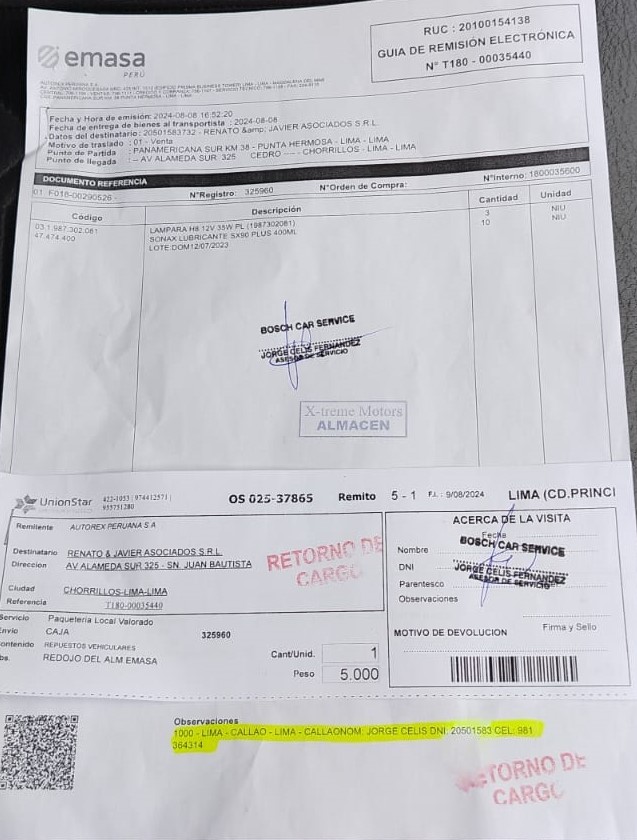 emasa
PERÚ
RUC : 20100154138
GUIA DE REMISIÓN ELECTRÓNICA
N° T180 - 00035440
AUTOREX PERUANA S.A
Fecha y Hora de emisión: 2024-08-08 16:52:20
Fecha de entrega de bienes al transportista : 2024-08-08
Datos del destinatario: 20501583732 - RENATO &amp; JAVIER ASOCIADOS S.R.L.
Motivo de traslado : 01 - Venta
Punto de Partida : PANAMERICANA SUR KM 38 - PUNTA HERMOSA - LIMA - LIMA
Punto de llegada :-- AV ALAMEDA SUR 325 CEDRO ---- CHORRILLOS - LIMA - LIMA
DOCUMENTO REFERENCIA
01 F018-00290526 - N°Registro: 325960 N°Orden de Compra: N°Interno: 1800035600
Código Descripción Cantidad Unidad
03.1.987.302.081 LAMPARA H8 12V 35W PL (1987302081) 3 NIU
47.474.400 SONAX LUBRICANTE SX90 PLUS 400ML 10 NIU
LOTE:DOM12/07/2023
BOSCH CAR SERVICE
JORGE CELIS FERNANDEZ
ASESOR DE SERVICIO
X-treme Motors
ALMACEN
UnionStar 422-1053 | 974412571 |
955751280
OS 025-37865 Remito 5 - 1 F.I. : 9/08/2024 LIMA (CD.PRINCI
Remitente AUTOREX PERUANA S A
Destinatario RENATO & JAVIER ASOCIADOS S.R.L.
Direccion AV ALAMEDA SUR 325 - SN. JUAN BAUTISTA
Ciudad CHORRILLOS-LIMA-LIMA
Referencia T180-00035440
RETORNO DE
CARGO
ACERCA DE LA VISITA
Fecha
BOSCH CAR SERVICE
Nombre
DNI JORGE CELIS FERNANDEZ
ASESOR DE SERVICIO
Parentesco
Observaciones
Firma y Sello
MOTIVO DE DEVOLUCION
Servicio Paqueteria Local Valorado
Envio CAJA 325960
ontenido REPUESTOS VEHICULARES
bs. REDOJO DEL ALM EMASA
Cant/Unid. 1
Peso 5.000
Observaciones
1000 - LIMA - CALLAO - LIMA - CALLAONOM: JORGE CELIS DNI: 20501583 CEL: 981
364314
RETORNO DE
CARGO